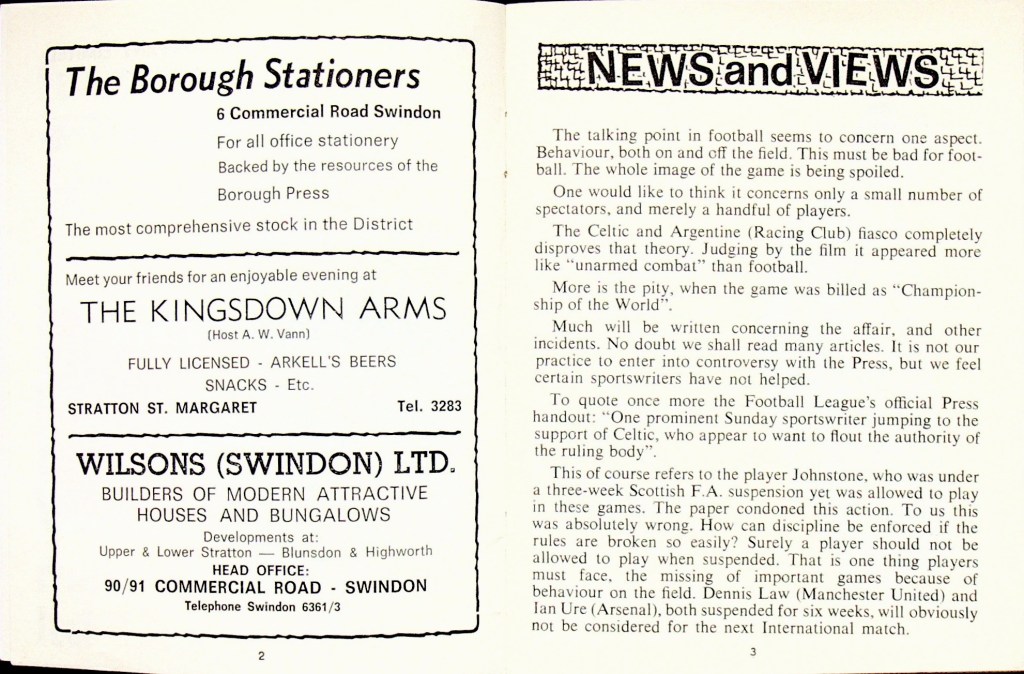 The Borough Stationers
6 Commercial Road Swindon
For all office stationery
Backed by the resources of the
Borough Press
The most comprehensive stock in the District
Meet your friends for an enjoyable evening at
THE KINGSDOWN ARMS
(Host A. W. Vann)
FULLY LICENSED - ARKELL'S BEERS
SNACKS - Etc.
STRATTON ST. MARGARET Tel. 3283
WILSONS (SWINDON) LTD.
BUILDERS OF MODERN ATTRACTIVE
HOUSES AND BUNGALOWS
Developments at:
Upper & Lower Stratton — Blunsdon & Highworth
HEAD OFFICE:
90/91 COMMERCIAL ROAD - SWINDON
Telephone Swindon 6361/3
2
NEWS and VIEWS
The talking point in football seems to concern one aspect.
Behaviour, both on and off the field. This must be bad for foot-
ball. The whole image of the game is being spoiled.
One would like to think it concerns only a small number of
spectators, and merely a handful of players.
The Celtic and Argentine (Racing Club) fiasco completely
disproves that theory. Judging by the film it appeared more
like "unarmed combat" than football.
More is the pity, when the game was billed as "Champion-
ship of the World".
Much will be written concerning the affair, and other
incidents. No doubt we shall read many articles. It is not our
practice to enter into controversy with the Press, but we feel
certain sportswriters have not helped.
To quote once more the Football League's official Press
handout: "One prominent Sunday sportswriter jumping to the
support of Celtic, who appear to want to flout the authority of
the ruling body".
This of course refers to the player Johnstone, who was under
a three-week Scottish F.A. suspension yet was allowed to play
in these games. The paper condoned this action. To us this
was absolutely wrong. How can discipline be enforced if the
rules are broken so easily? Surely a player should not be
allowed to play when suspended. That is one thing players
must face, the missing of important games because of
behaviour on the field. Dennis Law (Manchester United) and
Ian Ure (Arsenal), both suspended for six weeks, will obviously
not be considered for the next International match.
3